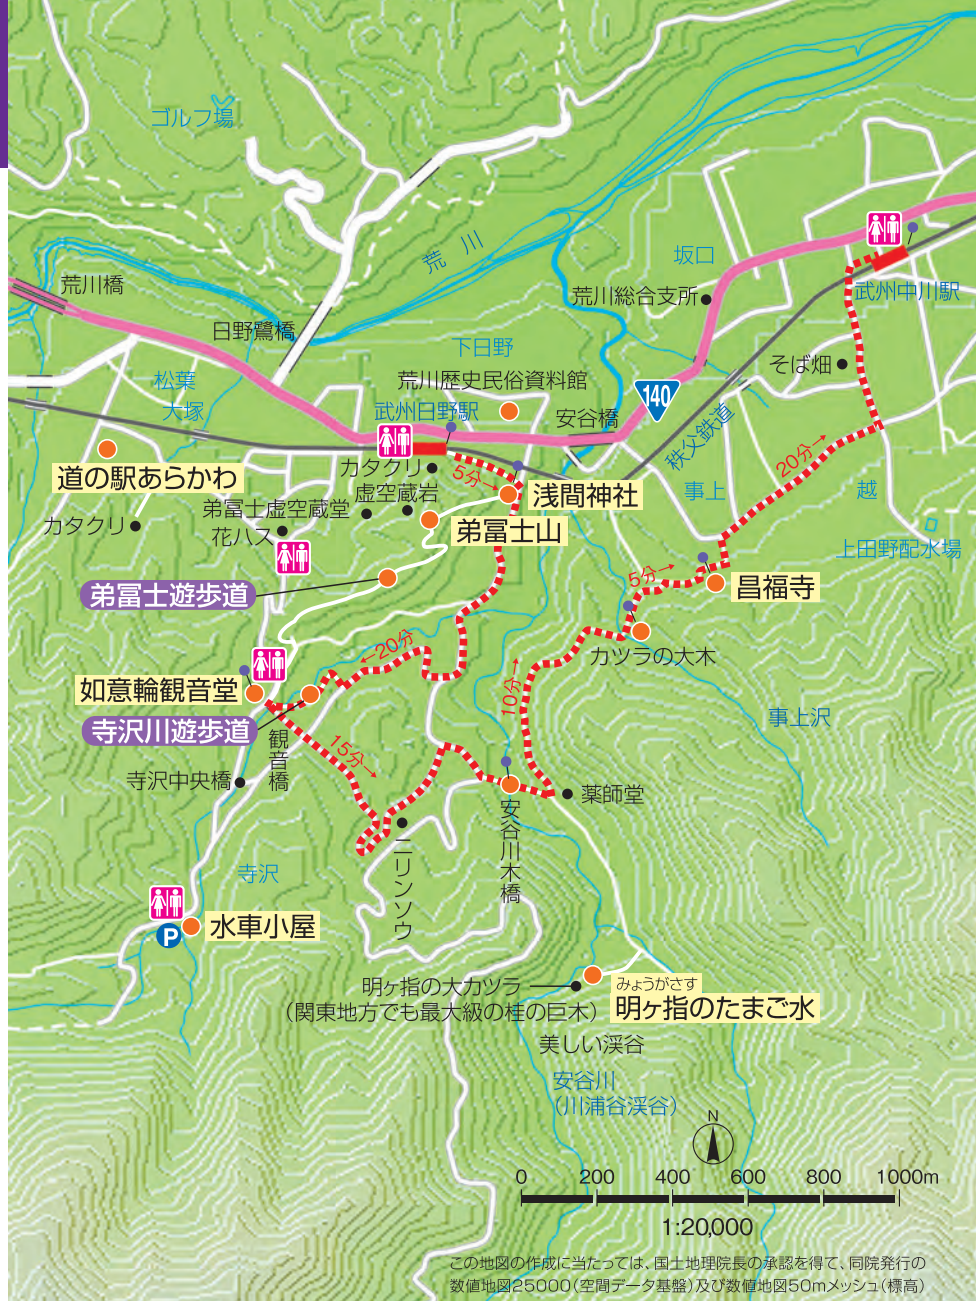 ゴルフ場
荒川
坂口
武州中川駅
荒川橋
荒川総合支所
日野鷺橋
下日野
そば畑
松葉
荒川歴史民俗資料館
140
大塚
武州日野駅
安谷橋
秩父鉄道
20分→
道の駅あらかわ
カタクリ
5分→
浅間神社
事上
越
虚空蔵岩
カタクリ
弟冨士虚空蔵堂
花ハス
弟冨士山
上田野配水場
弟冨士遊歩道
5分→
昌福寺
←20分
カツラの大木
如意輪観音堂
10分→
寺沢川遊歩道
事上沢
観音橋
15分→
寺沢中央橋
薬師堂
安谷川木橋
ニリンソウ
寺沢
P
水車小屋
明ヶ指の大カツラ
(関東地方でも最大級の桂の巨木)
みょうがさす
明ヶ指のたまご水
美しい渓谷
安谷川
(川浦谷渓谷)
N
0 200 400 600 800 1000m
1:20,000
この地図の作成に当たっては、国土地理院長の承認を得て、同院発行の
数値地図25000(空間データ基盤)及び数値地図50mメッシュ(標高)